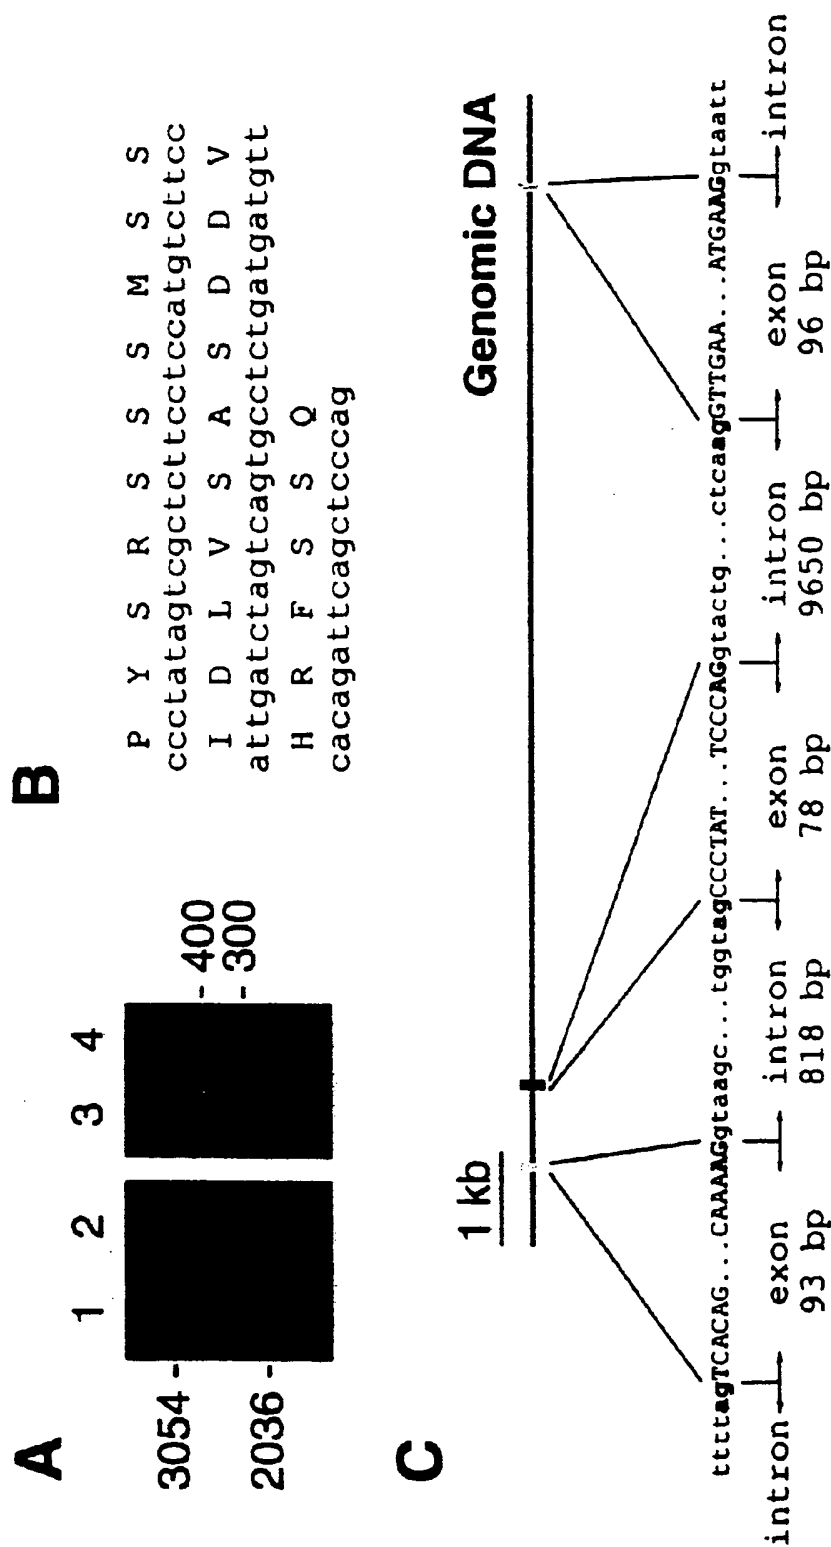 A
1 2 3 4
3054 -
2036 -
- 400
- 300
B
P Y S R S S S M S S
ccctatagtcgctcttcctccatgtcttcc
I D L V S A S D D V
attgatctagtcagtgcctctgatgatgtt
H R F S S Q
cacagattcagctcccag
C
1 kb
Genomic DNA
ttttagTCACAG...CAAAAGgtaagc...tggtagCCCTAT...TCCCAGgtactg...ctcaagGTTGAA...ATGAAGgtaatt
intron exon intron exon intron exon intron
93 bp 818 bp 78 bp 9650 bp 96 bp